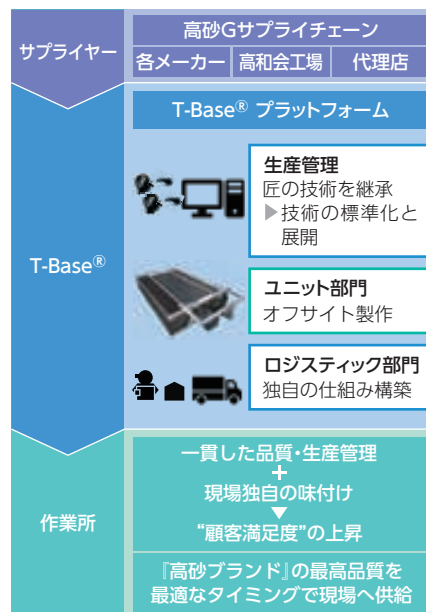 サプライヤー
高砂Gサプライチェーン
各メーカー 高和会工場 代理店
T-Base®
T-Base® プラットフォーム
生産管理
匠の技術を継承
▶技術の標準化と
展開
ユニット部門
オフサイト製作
ロジスティック部門
独自の仕組み構築
作業所
一貫した品質・生産管理
+
現場独自の味付け
▼
“顧客満足度”の上昇
『高砂ブランド』の最高品質を
最適なタイミングで現場へ供給